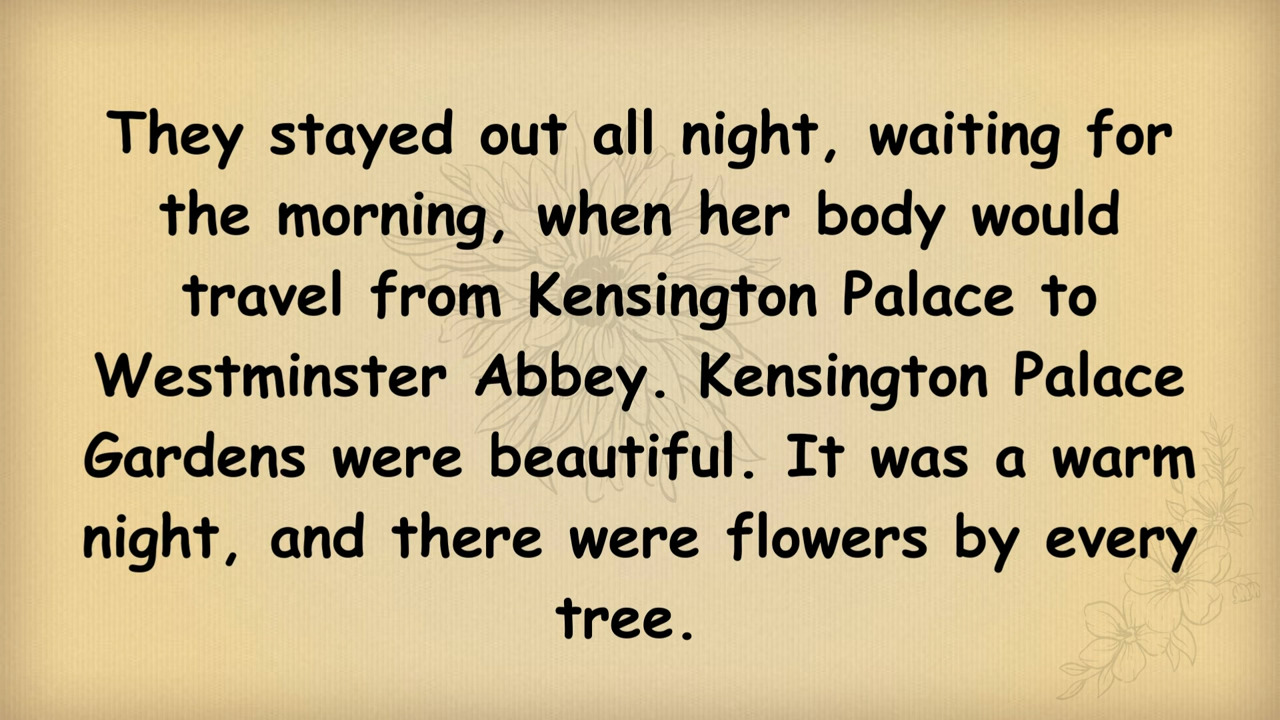 They stayed out all night, waiting for
the morning, when her body would
travel from Kensington Palace to
Westminster Abbey. Kensington Palace
Gardens were beautiful. It was a warm
night, and there were flowers by every
tree.